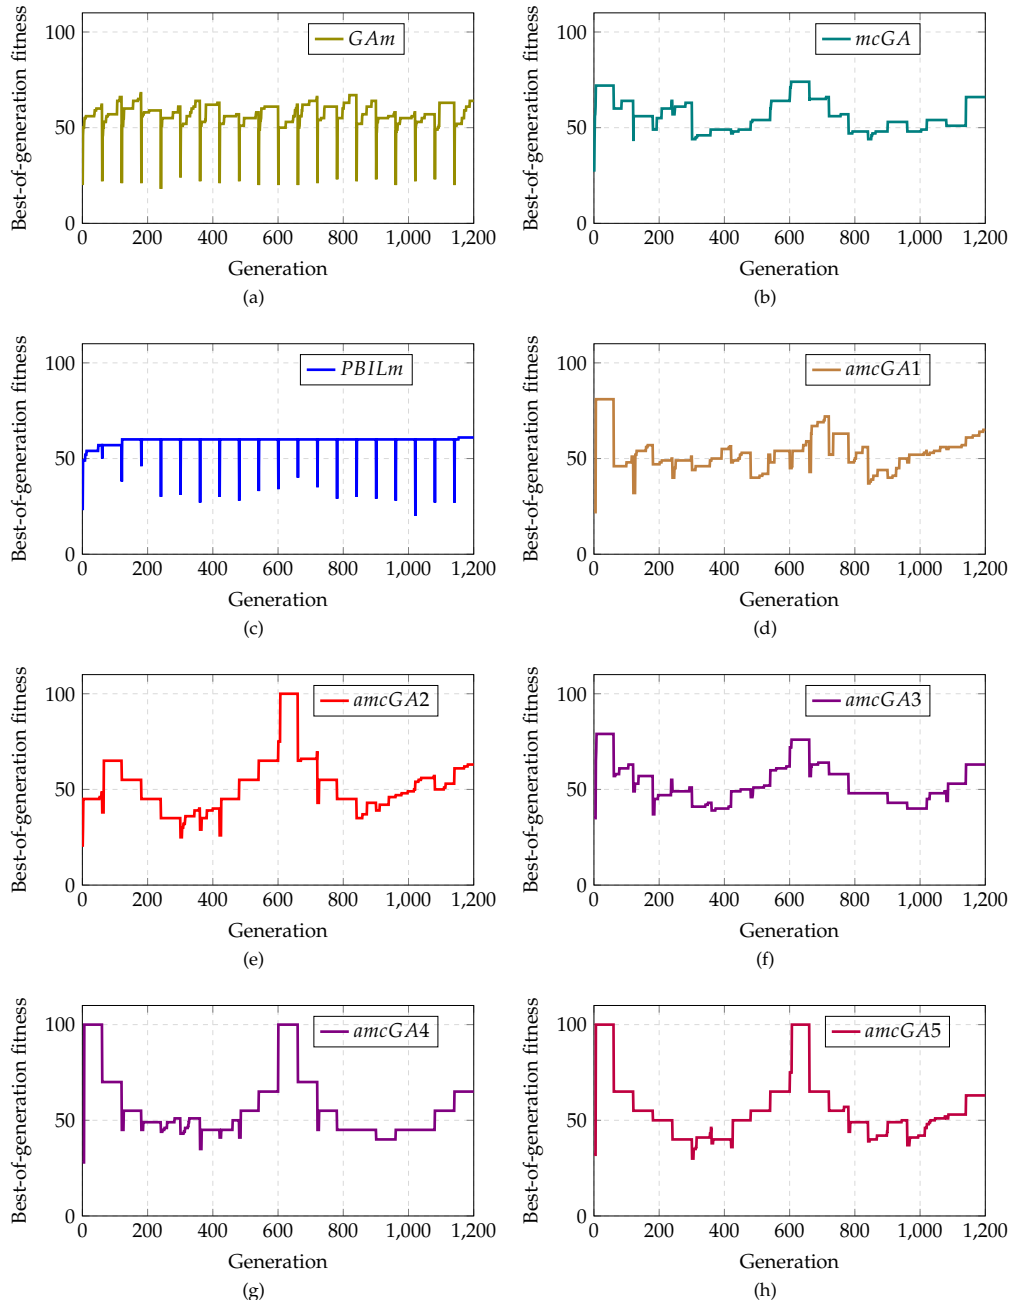 Best-of-generation fitness
100
50
0
GAm
0 200 400 600 800 1,000 1,200
Generation
(a)
Best-of-generation fitness
100
50
0
mcGA
0 200 400 600 800 1,000 1,200
Generation
(b)
Best-of-generation fitness
100
50
0
PBILm
0 200 400 600 800 1,000 1,200
Generation
(c)
Best-of-generation fitness
100
50
0
amcGA1
0 200 400 600 800 1,000 1,200
Generation
(d)
Best-of-generation fitness
100
50
0
amcGA2
0 200 400 600 800 1,000 1,200
Generation
(e)
Best-of-generation fitness
100
50
0
amcGA3
0 200 400 600 800 1,000 1,200
Generation
(f)
Best-of-generation fitness
100
50
0
amcGA4
0 200 400 600 800 1,000 1,200
Generation
(g)
Best-of-generation fitness
100
50
0
amcGA5
0 200 400 600 800 1,000 1,200
Generation
(h)